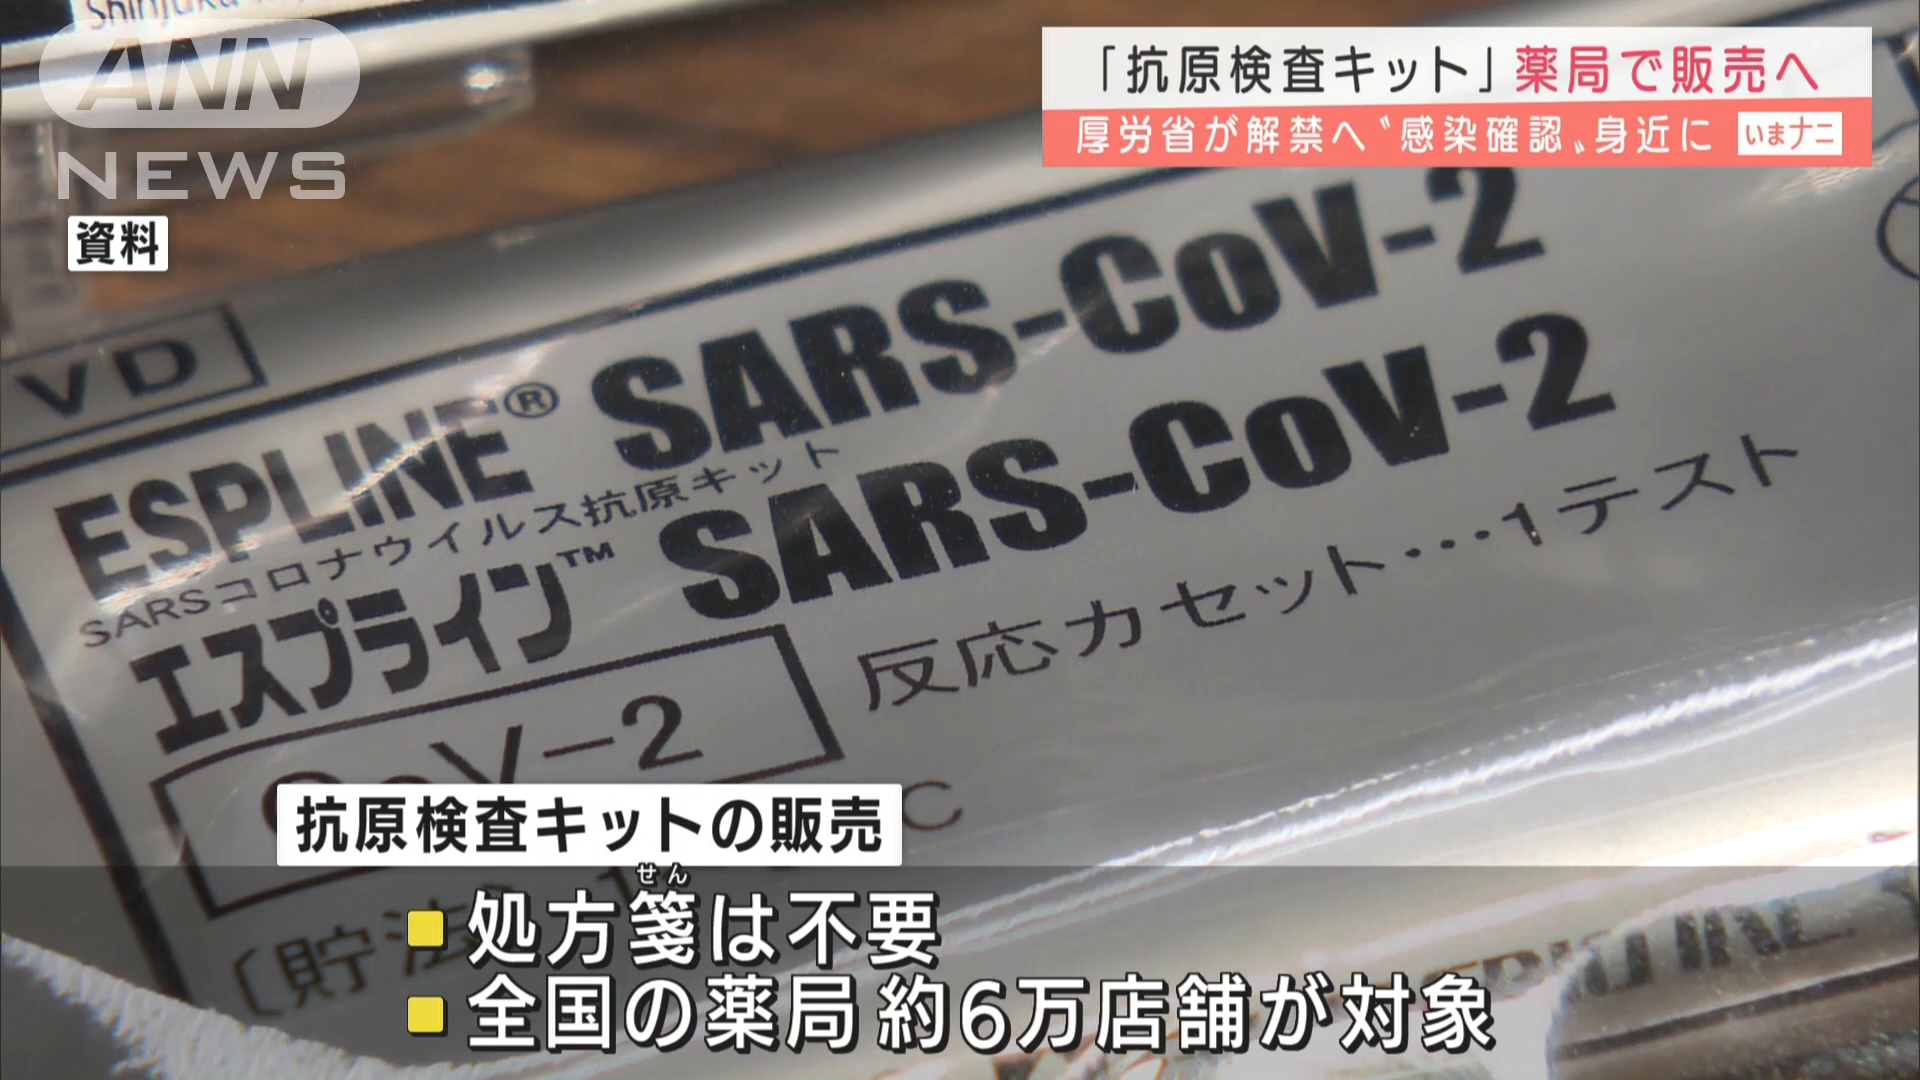 Shinjuku
ANN
NEWS
資料
「抗原検査キット」薬局で販売へ
厚労省が解禁へ〝感染確認〟身近に
いまナニ
VD
ESPLINE® SARS-CoV-2
SARSコロナウイルス抗原キット
エスプライン™ SARS-CoV-2
反応カセット…1テスト
CoV-2
C
抗原検査キットの販売
せん
処方箋は不要
全国の薬局 約6万店舗が対象
〔貯法